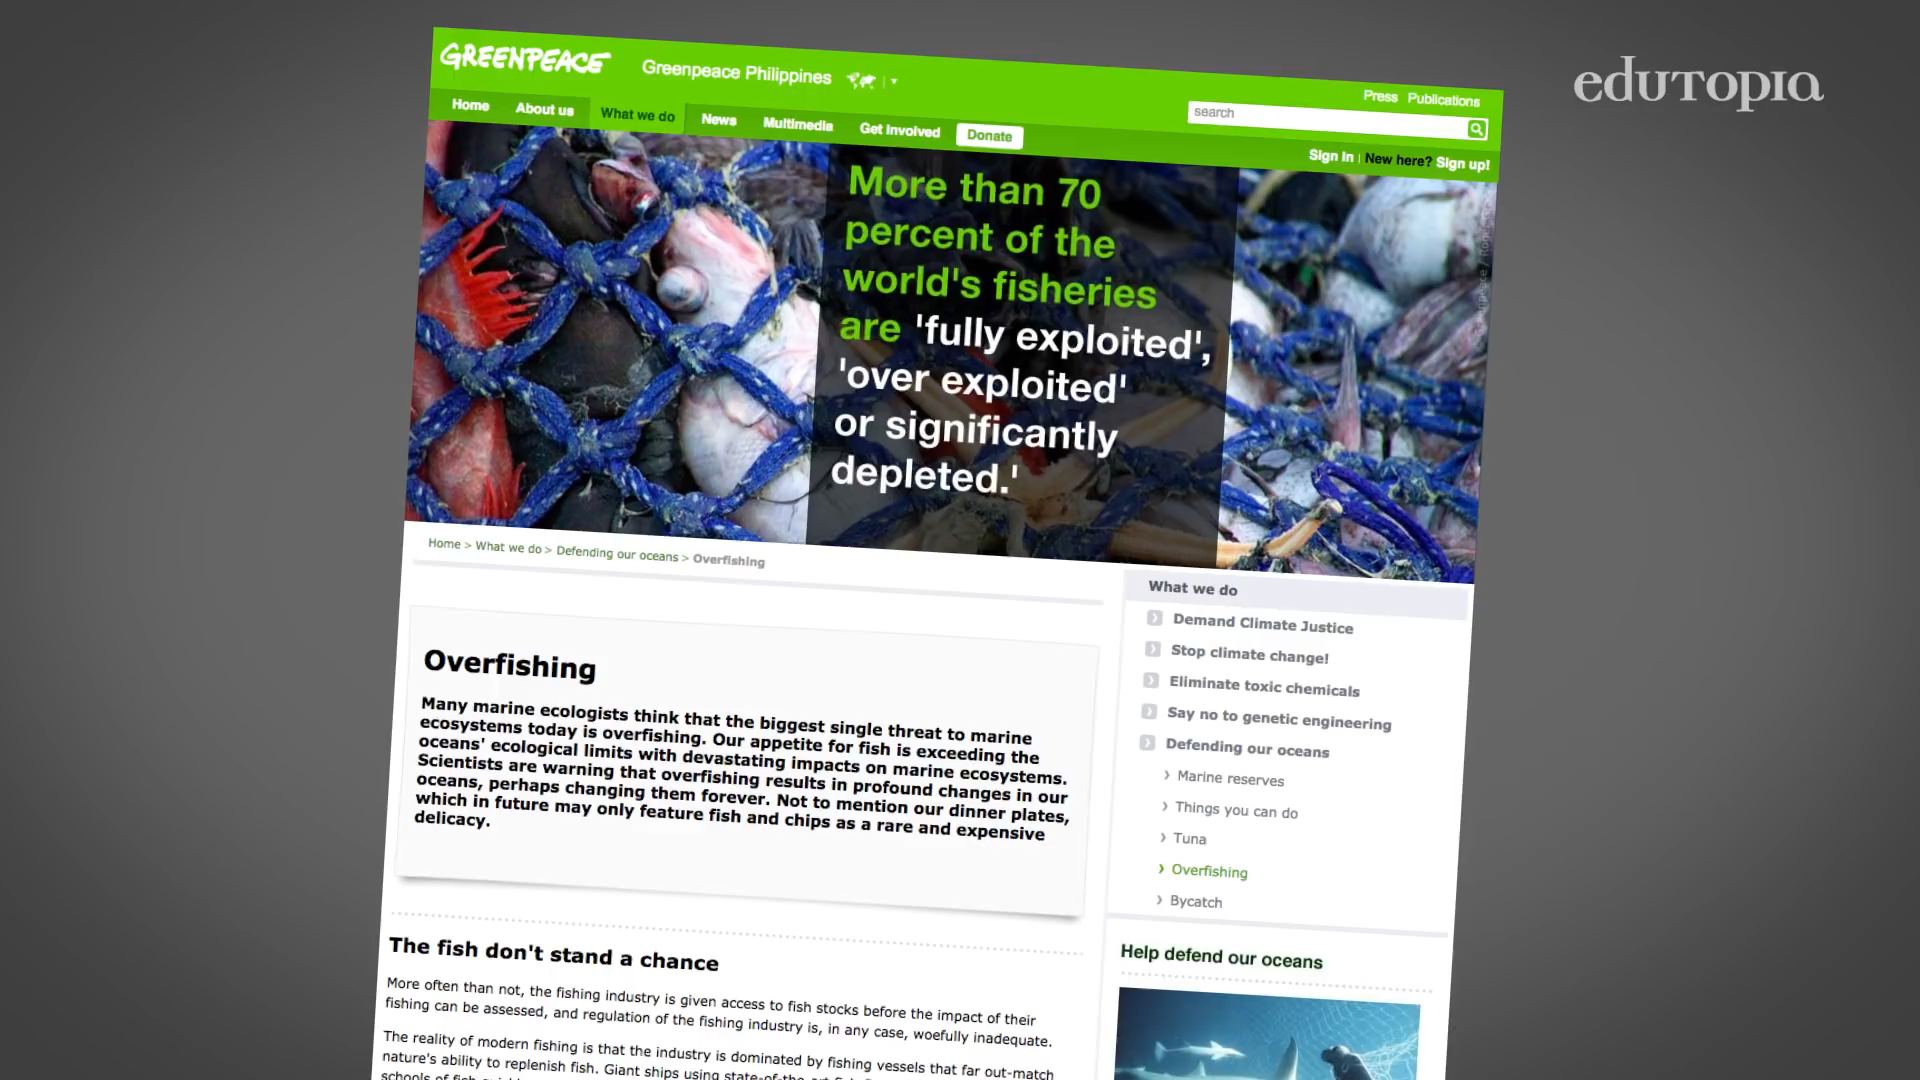 GREENPEACE
Greenpeace Philippines
edUTOPIA
Press Publications
search
Home About us What we do News Multimedia Get Involved Donate
Sign In | New here? Sign up!
More than 70
percent of the
world's fisheries
are 'fully exploited',
'over exploited'
or significantly
depleted.'
Home > What we do > Defending our oceans > Overfishing
Overfishing
Many marine ecologists think that the biggest single threat to marine
ecosystems today is overfishing. Our appetite for fish is exceeding the
oceans' ecological limits with devastating impacts on marine ecosystems.
Scientists are warning that overfishing results in profound changes in our
oceans, perhaps changing them forever. Not to mention our dinner plates,
which in future may only feature fish and chips as a rare and expensive
delicacy.
The fish don't stand a chance
More often than not, the fishing industry is given access to fish stocks before the impact of their
fishing can be assessed, and regulation of the fishing industry is, in any case, woefully inadequate.
The reality of modern fishing is that the industry is dominated by fishing vessels that far out-match
nature's ability to replenish fish. Giant ships using state-of-the-art
schools of fish
What we do
Demand Climate Justice
Stop climate change!
Eliminate toxic chemicals
Say no to genetic engineering
Defending our oceans
Marine reserves
Things you can do
Tuna
Overfishing
Bycatch
Help defend our oceans